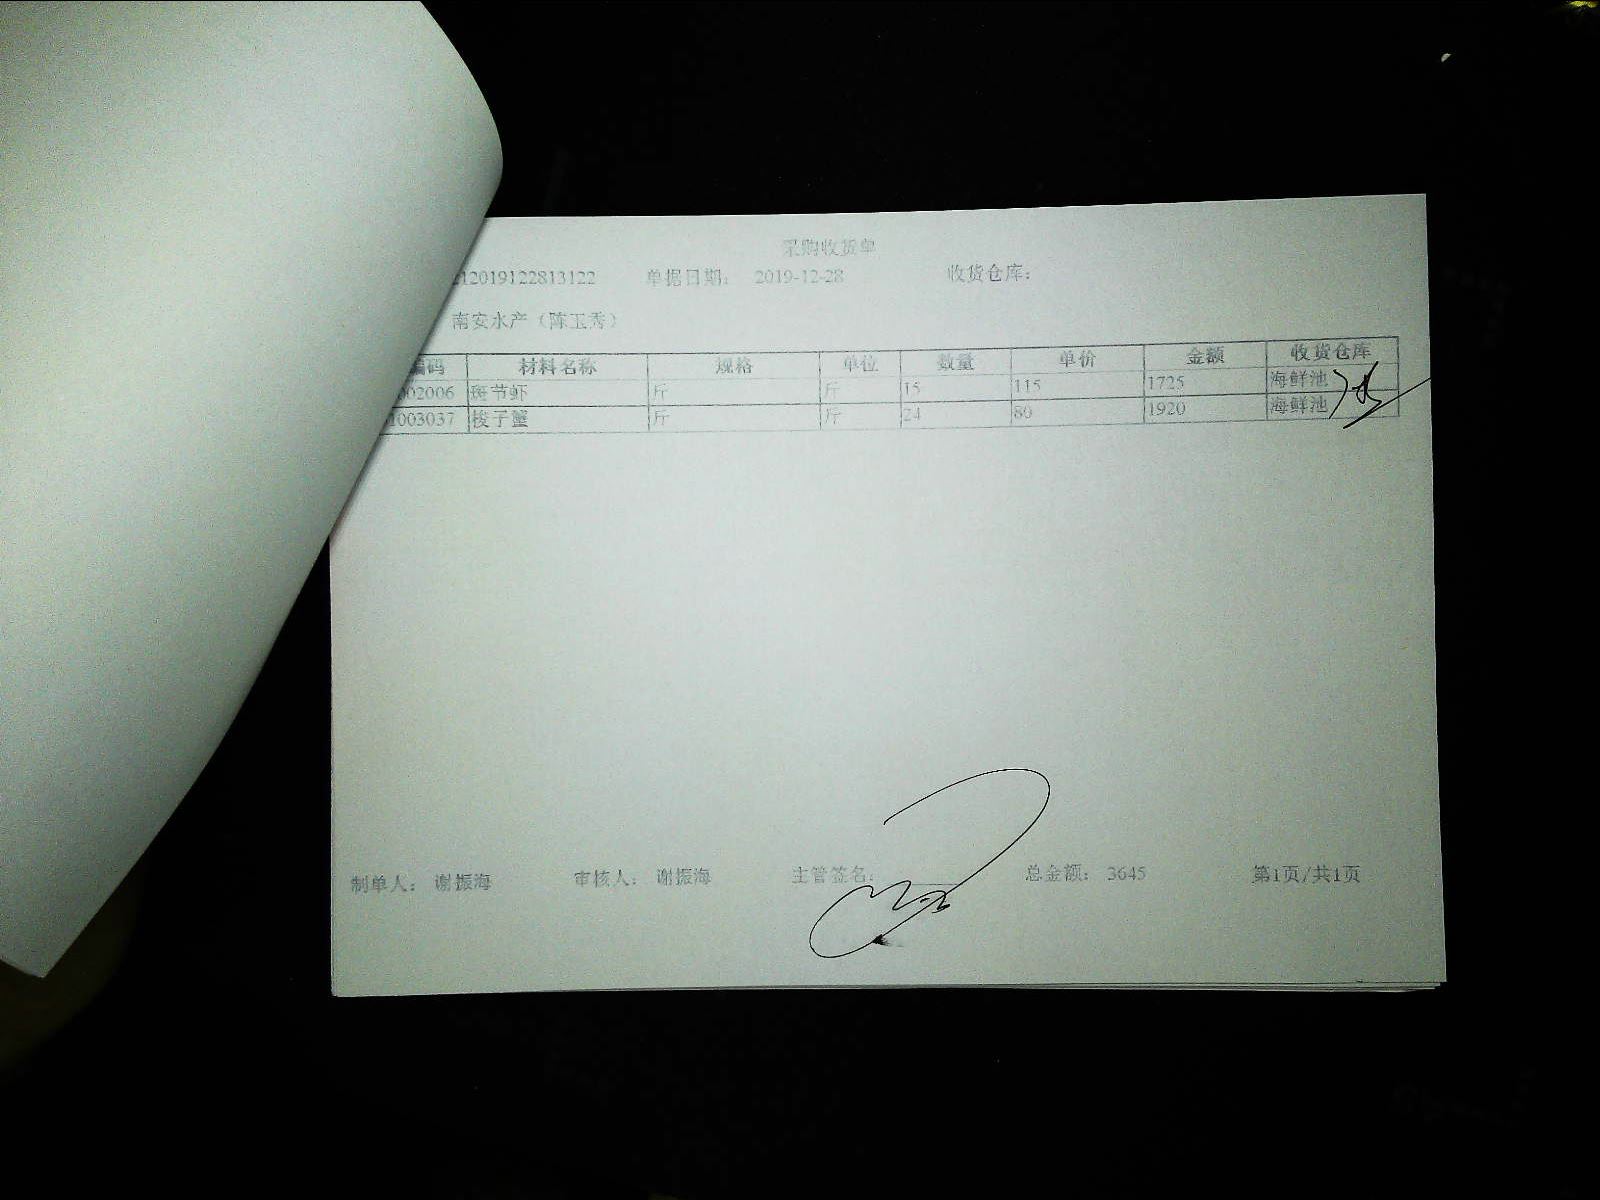 采购收货单
12019122813122 单据日期： 2019-12-28 收货仓库：
南安水产（陈玉秀）
编码 材料名称 规格 单位 数量 单价 金额 收货仓库
002006 斑节虾 斤 斤 15 115 1725 海鲜池
1003037 梭子蟹 斤 斤 24 80 1920 海鲜池
制单人： 谢振海 审核人： 谢振海 主管签名： 总金额： 3645 第1页/共1页